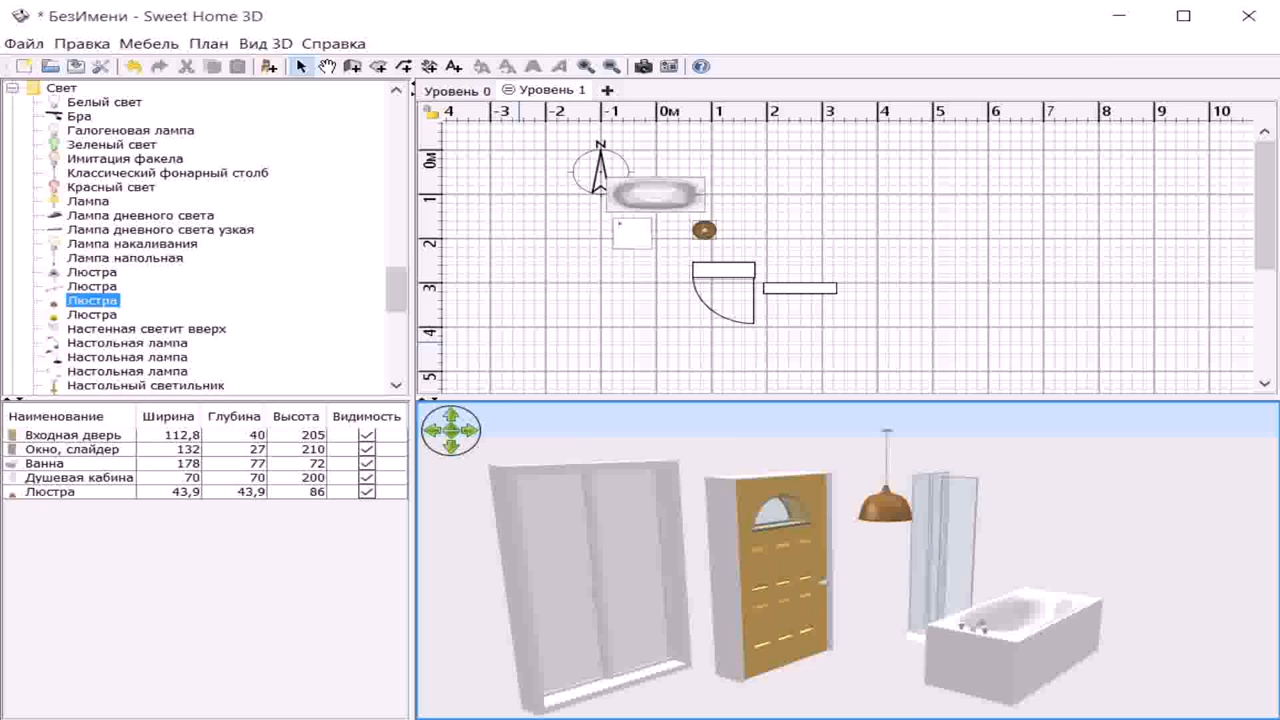 * БезИмени - Sweet Home 3D
Файл Правка Мебель План Вид 3D Справка
Свет
Белый свет
Бра
Галогеновая лампа
Зеленый свет
Имитация факела
Классический фонарный столб
Красный свет
Лампа
Лампа дневного света
Лампа дневного света узкая
Лампа накаливания
Лампа напольная
Люстра
Люстра
Люстра
Люстра
Настенная светит вверх
Настольная лампа
Настольная лампа
Настольная лампа
Настольный светильник
Наименование Ширина Глубина Высота Видимость
Входная дверь 112,8 40 205
Окно, слайдер 132 27 210
Ванна 178 77 72
Душевая кабина 70 70 200
Люстра 43,9 43,9 86
Уровень 0 Уровень 1
4 -3 -2 -1 0м 1 2 3 4 5 6 7 8 9 10
0м
1
2
3
4
5
N